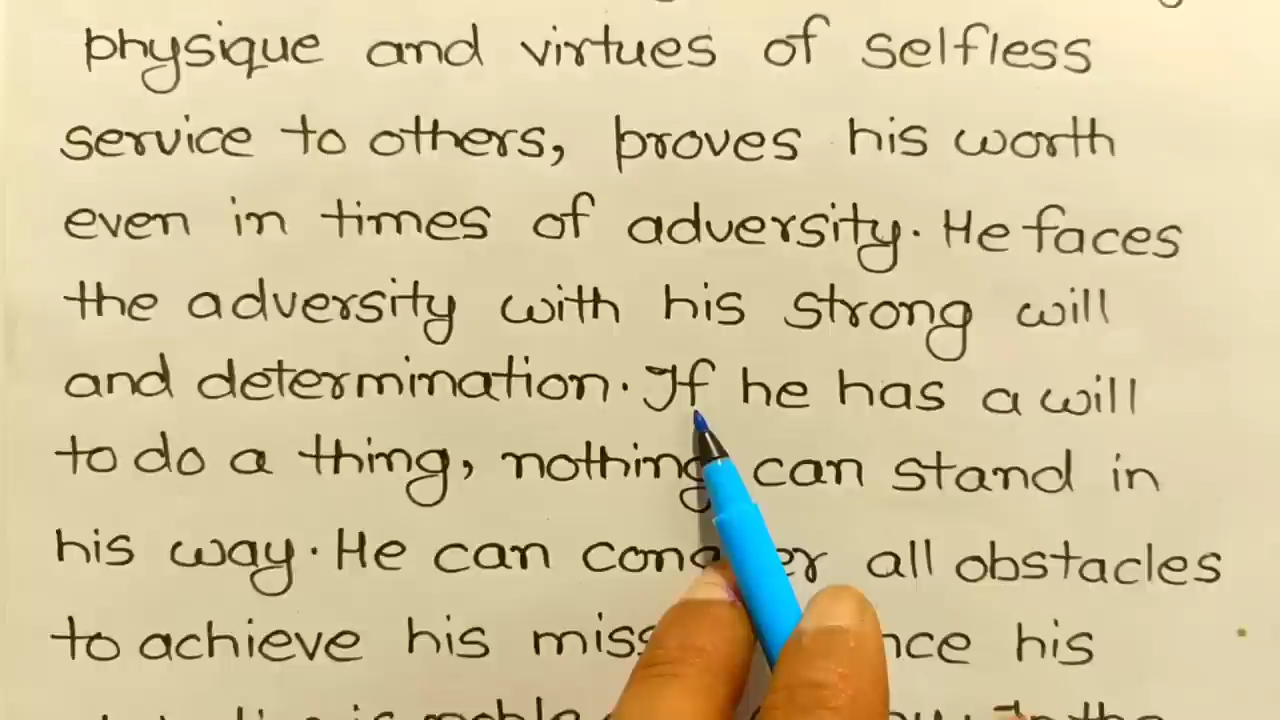 physique and virtues of selfless
service to others, proves his worth
even in times of adversity. He faces
the adversity with his strong will
and determination. If he has a will
to do a thing, nothing can stand in
his way. He can all obstacles
to achieve his his